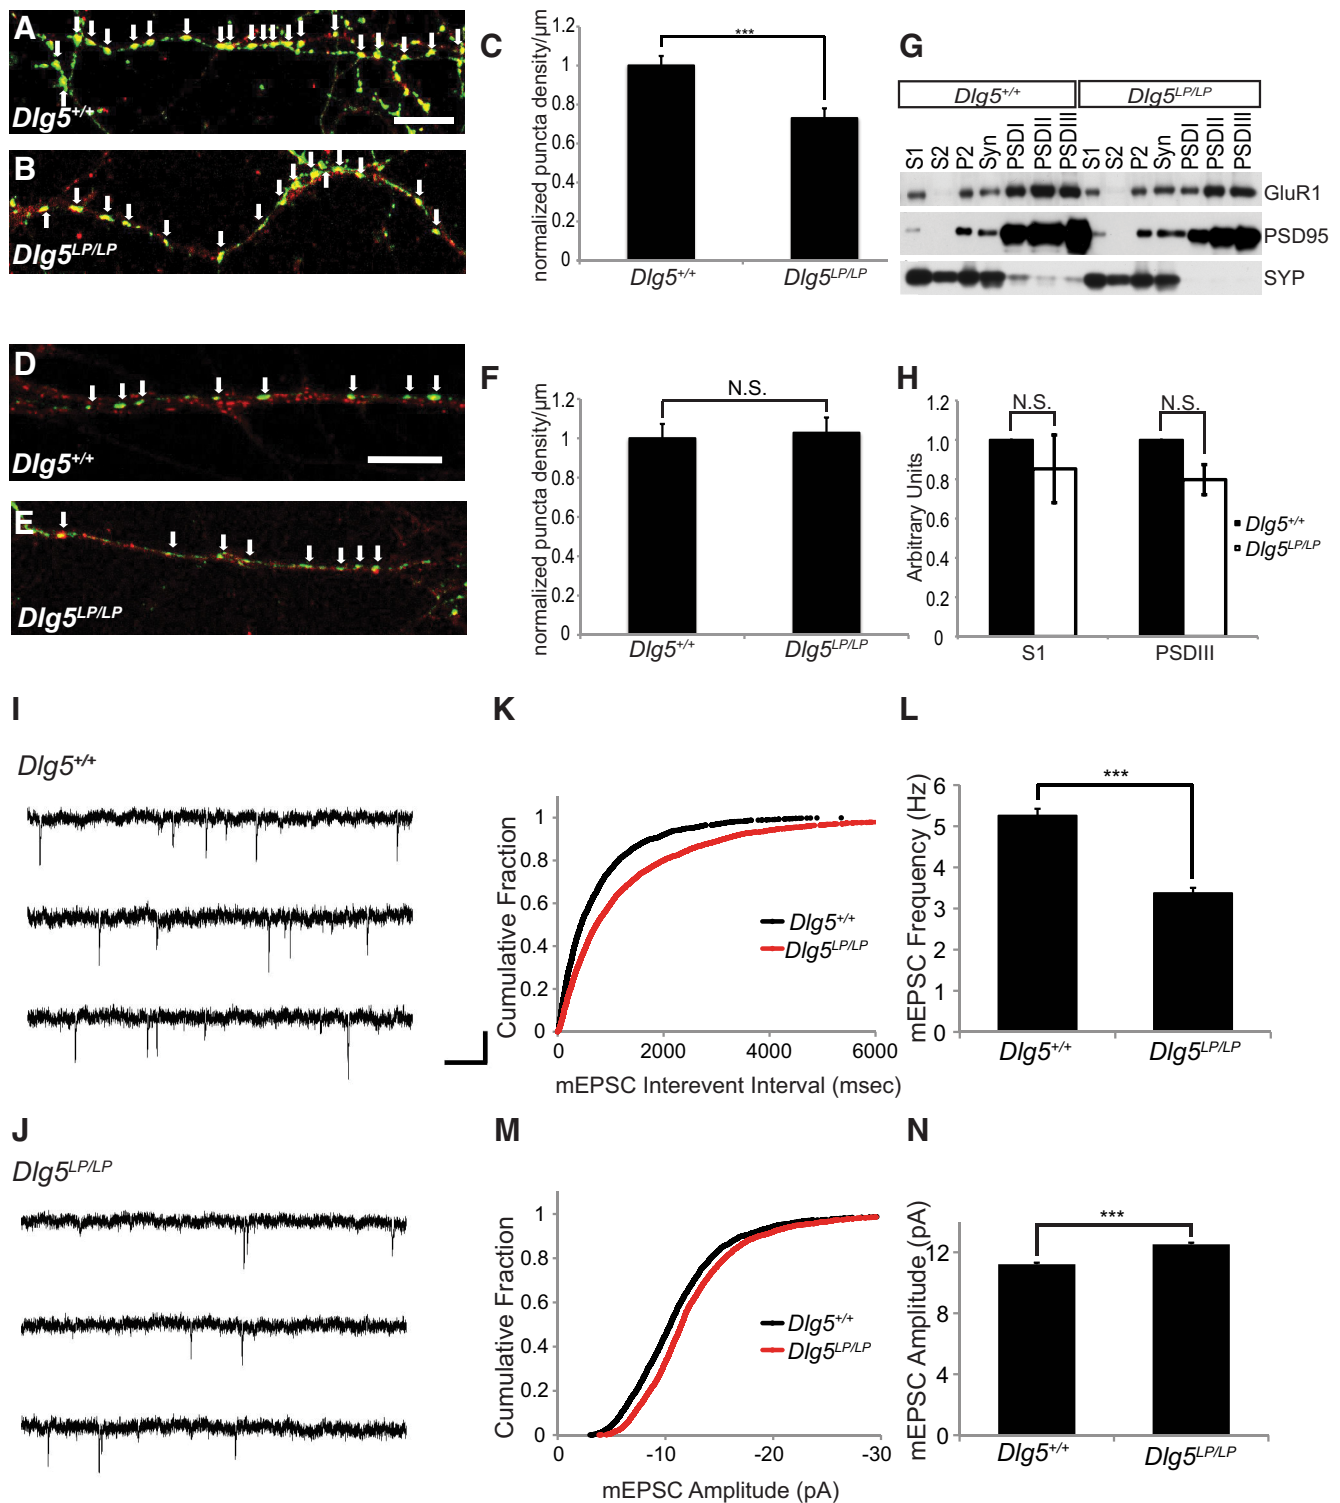 A
Dlg5+/+
B
Dlg5LP/LP
C
normalized puncta density/µm
1.2
1
0.8
0.6
0.4
0.2
0
***
Dlg5+/+
Dlg5LP/LP
G
Dlg5+/+
Dlg5LP/LP
S1
S2
P2
Syn
PSDI
PSDII
PSDIII
S1
S2
P2
Syn
PSDI
PSDII
PSDIII
GluR1
PSD95
SYP
D
Dlg5+/+
E
Dlg5LP/LP
F
normalized puncta density/µm
1.2
1
0.8
0.6
0.4
0.2
0
N.S.
Dlg5+/+
Dlg5LP/LP
H
Arbitrary Units
1.2
1.0
0.8
0.6
0.4
0.2
0
N.S.
N.S.
S1
PSDIII
Dlg5+/+
Dlg5LP/LP
I
Dlg5+/+
K
Cumulative Fraction
1
0.8
0.6
0.4
0.2
0
0
2000
4000
6000
mEPSC Interevent Interval (msec)
Dlg5+/+
Dlg5LP/LP
L
mEPSC Frequency (Hz)
6
5
4
3
2
1
0
***
Dlg5+/+
Dlg5LP/LP
J
Dlg5LP/LP
M
Cumulative Fraction
1
0.8
0.6
0.4
0.2
0
-10
-20
-30
mEPSC Amplitude (pA)
Dlg5+/+
Dlg5LP/LP
N
mEPSC Amplitude (pA)
12
8
4
0
***
Dlg5+/+
Dlg5LP/LP